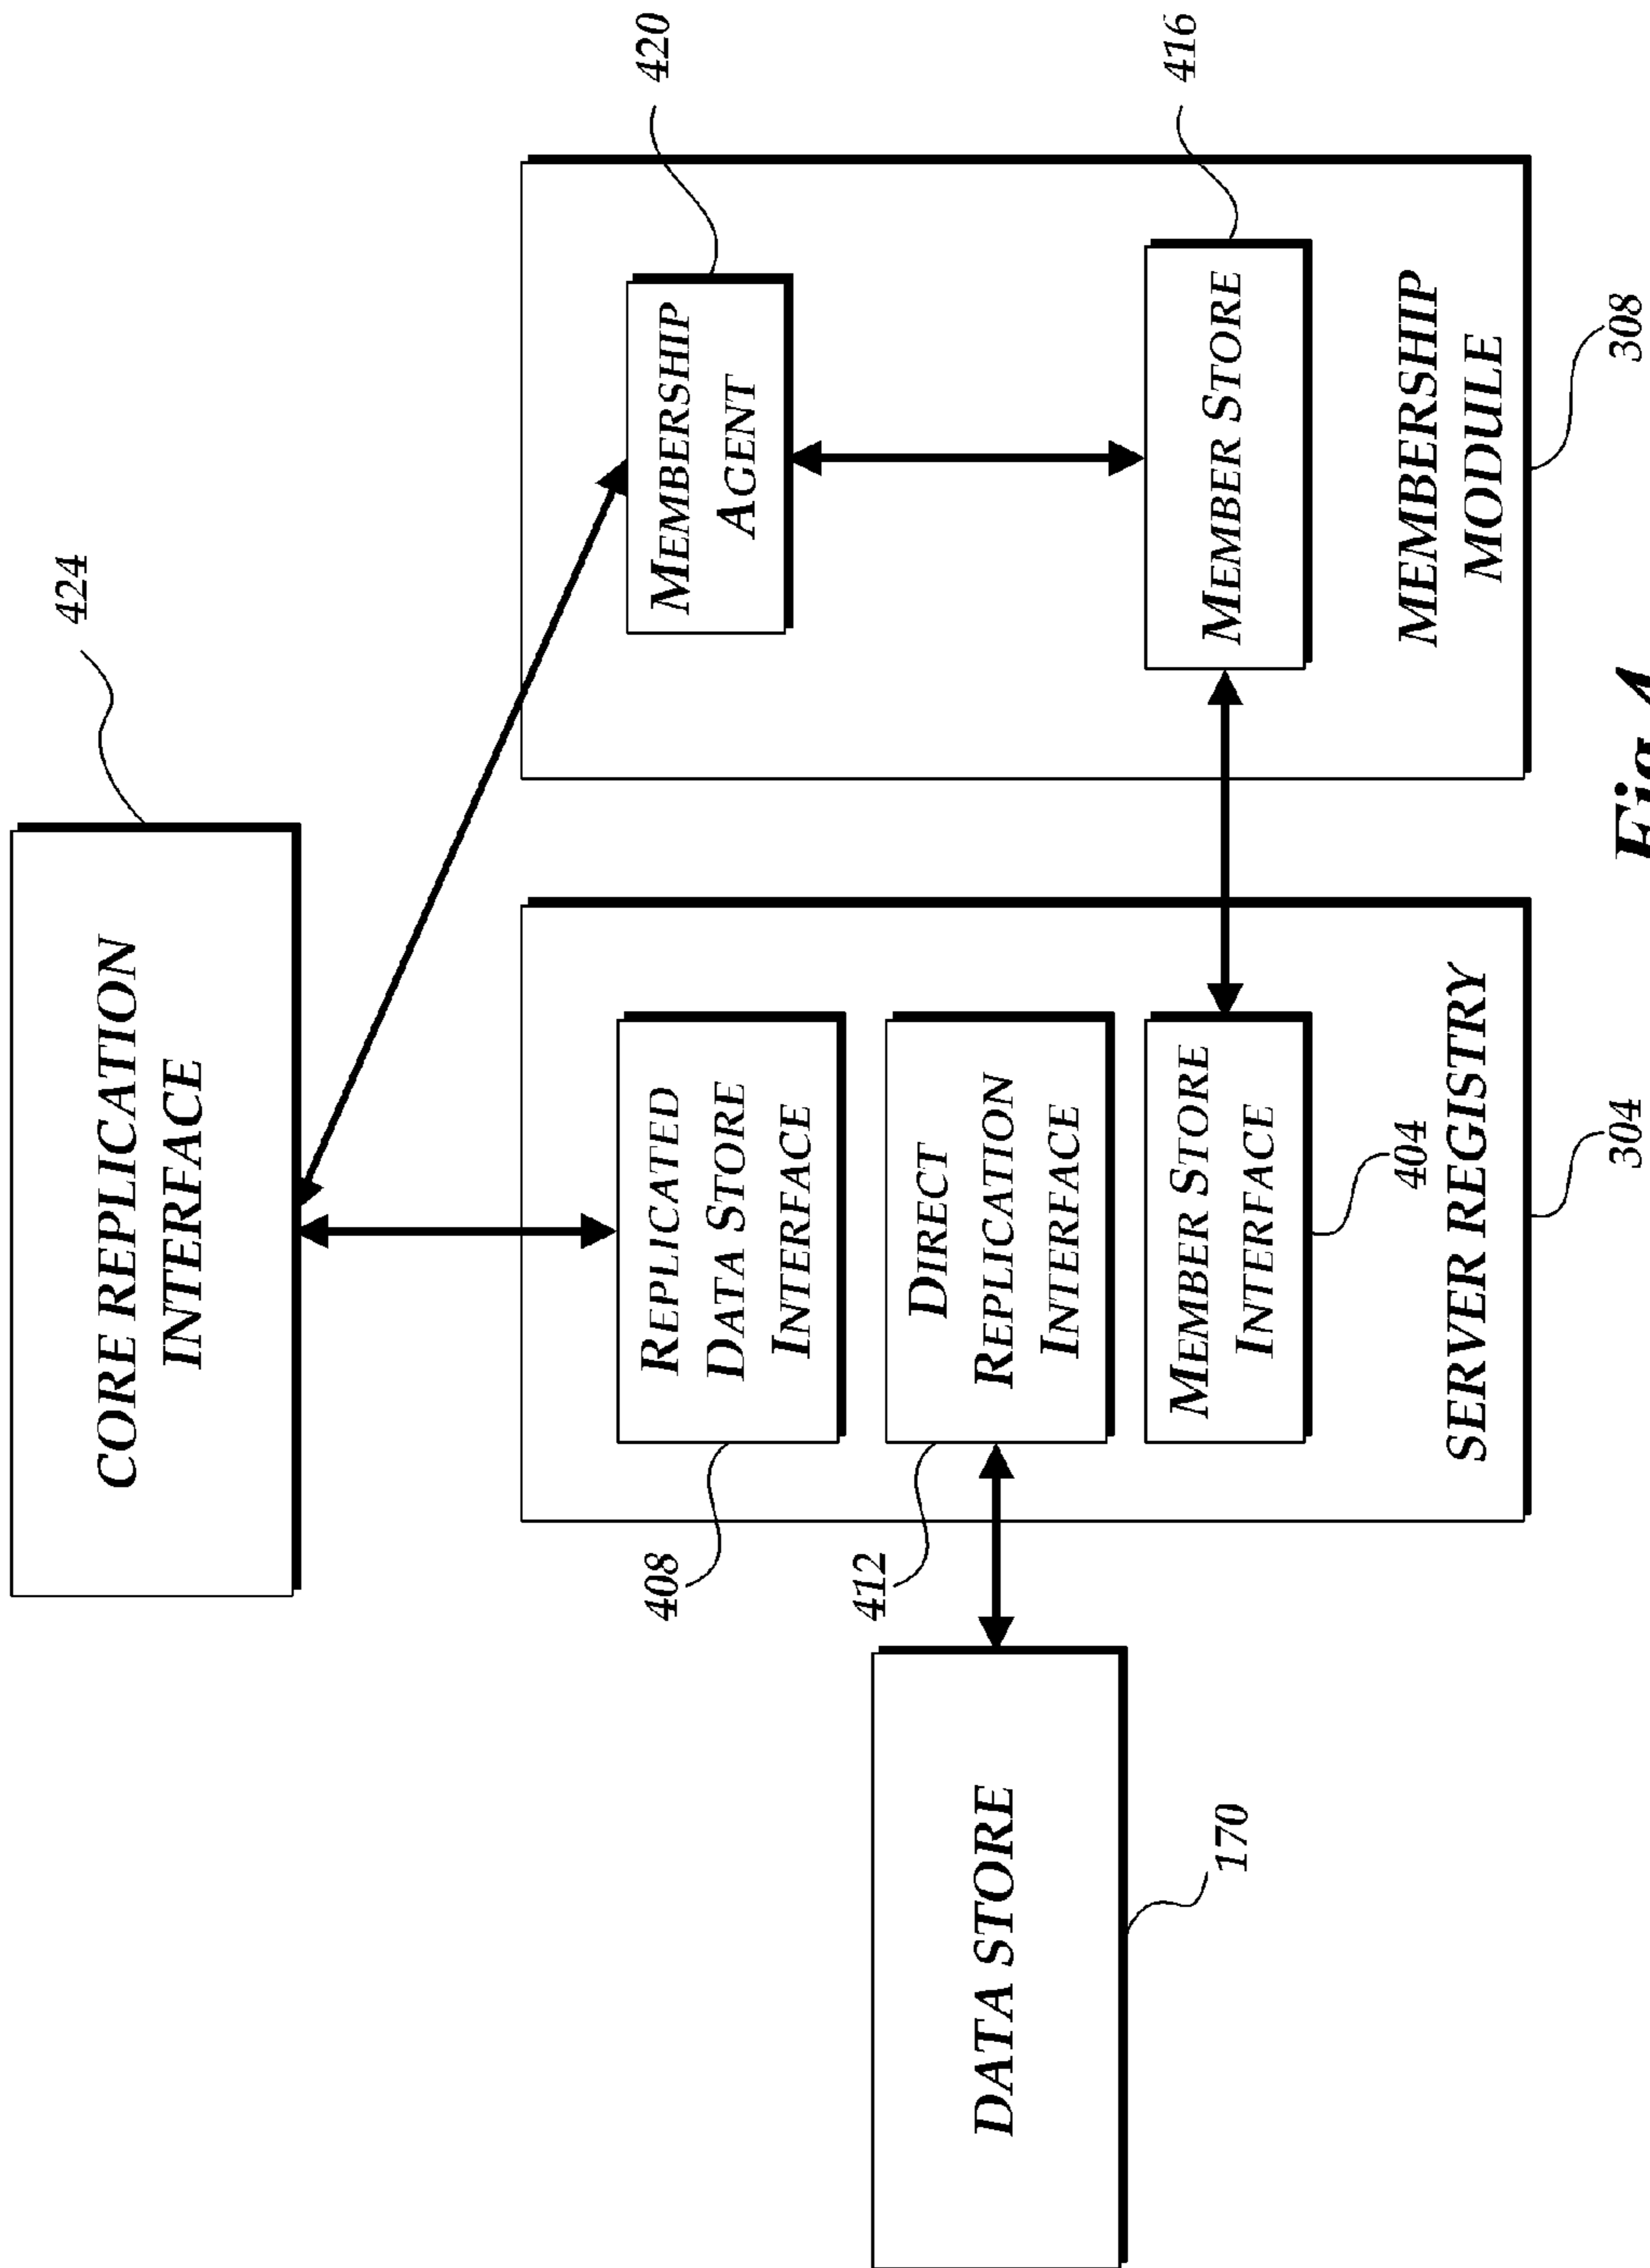 424
CORE REPLICATION
INTERFACE
420
MEMBERSHIP
AGENT
416
MEMBER STORE
MEMBERSHIP
MODULE
308
408
REPLICATED
DATA STORE
INTERFACE
412
DIRECT
REPLICATION
INTERFACE
MEMBER STORE
INTERFACE
404
SERVER REGISTRY
304
DATA STORE
170
Fig. 4